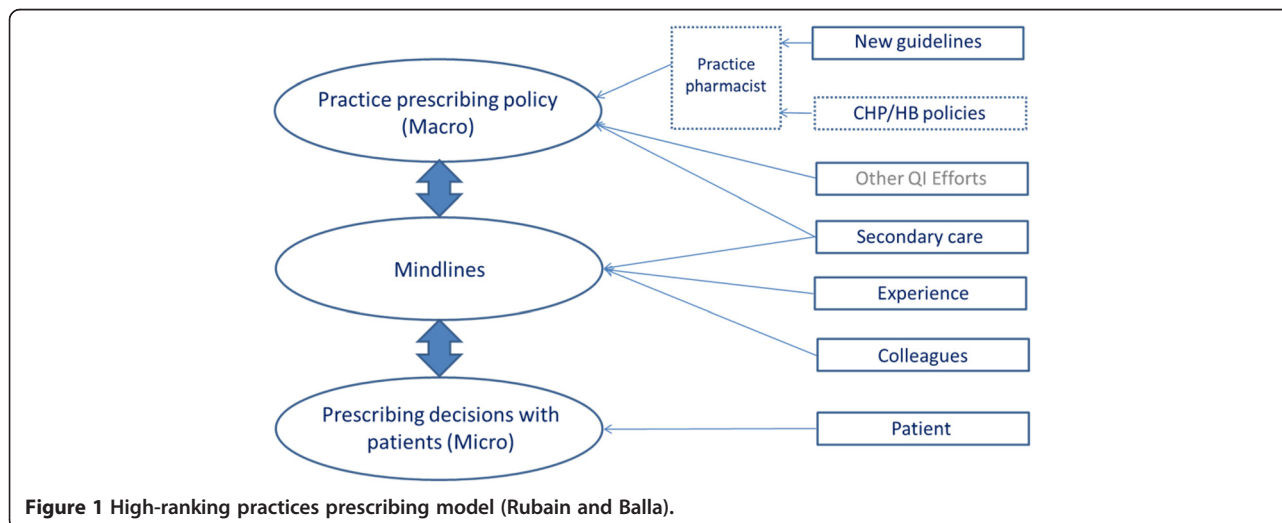 New guidelines
Practice
pharmacist
Practice prescribing policy
(Macro)
CHP/HB policies
Other QI Efforts
Secondary care
Mindlines
Experience
Colleagues
Prescribing decisions with
patients (Micro)
Patient
Figure 1 High-ranking practices prescribing model (Rubain and Balla).